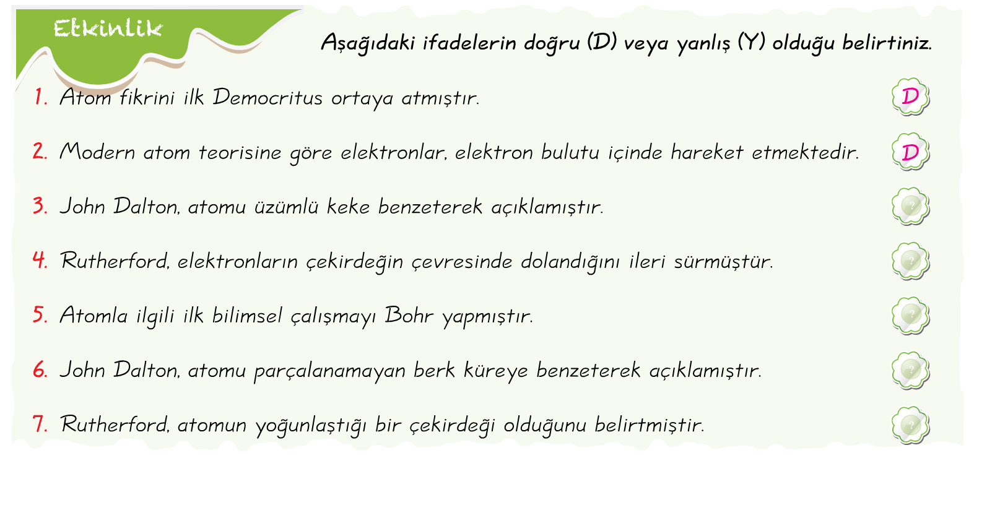 Etkinlik
Aşağıdaki ifadelerin doğru (D) veya yanlış (Y) olduğu belirtiniz.
1. Atom fikrini ilk Democritus ortaya atmıştır. D
2. Modern atom teorisine göre elektronlar, elektron bulutu içinde hareket etmektedir. D
3. John Dalton, atomu üzümlü keke benzeterek açıklamıştır. ?
4. Rutherford, elektronların çekirdeğin çevresinde dolandığını ileri sürmüştür. ?
5. Atomla ilgili ilk bilimsel çalışmayı Bohr yapmıştır. ?
6. John Dalton, atomu parçalanamayan berk küreye benzeterek açıklamıştır. ?
7. Rutherford, atomun yoğunlaştığı bir çekirdeği olduğunu belirtmiştir. ?